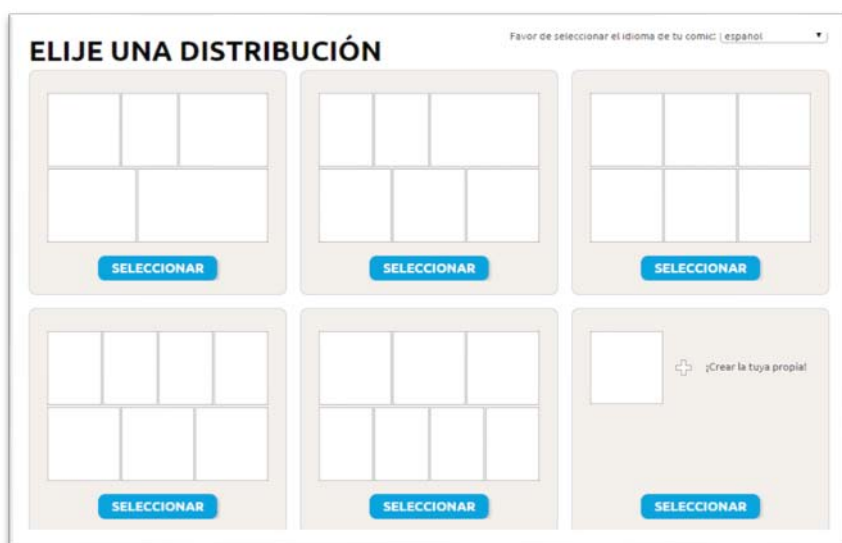 Favor de seleccionar el idioma de tu comic: español
ELIJE UNA DISTRIBUCIÓN
SELECCIONAR
SELECCIONAR
SELECCIONAR
¡Crear la tuya propia!
SELECCIONAR
SELECCIONAR
SELECCIONAR